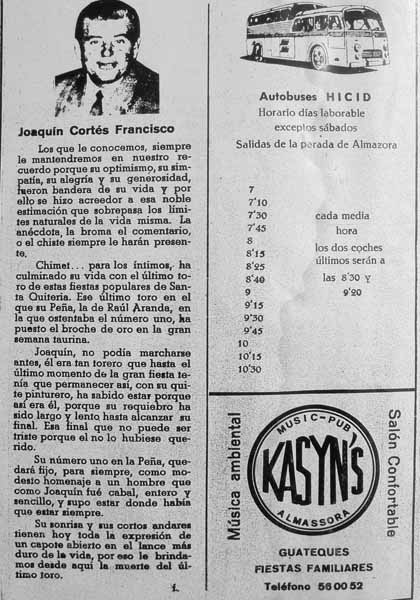 Joaquín Cortés Francisco
Los que le conocemos, siempre
le mantendremos en nuestro re-
cuerdo porque su optimismo, su sim-
patía, su alegría y su generosidad,
fueron bandera de su vida y por
ello se hizo acreedor a esa noble
estimación que sobrepasa los lími-
tes naturales de la vida misma. La
anécdota, la broma el comentario,
o el chiste siempre le harán presen-
te.
Chimet... para los íntimos, ha
culminado su vida con el último to-
ro de estas fiestas populares de San-
ta Quiteria. Ese último toro en el
que su Peña, la de Raúl Aranda, en
la que ostentaba el número uno, ha
puesto el broche de oro en la gran
semana taurina.
Joaquín, no podía marcharse
antes, él era tan torero que hasta el
último momento de la gran fiesta te-
nía que permanecer así, con su qui-
te pinturero, ha sabido estar porque
así era él, porque su requiebro ha
sido largo y lento hasta alcanzar su
final. Esa final que no puede ser
triste porque el no lo hubiese que-
rido.
Su número uno en la Peña, que-
dará fijo, para siempre, como mo-
desto homenaje a un hombre que
como Joaquín fué cabal, entero y
sencillo, y supo estar donde había
que estar siempre.
Su sonrisa y sus cortos andares
tienen hoy toda la expresión de
un capote abierto en el lance más
duro de la vida, por eso le brinda-
mos desde aquí la muerte del úl-
timo toro.
Autobuses HICID
Horario días laborable
exceptos sábados
Salidas de la parada de Almazora
7
7'10
7'30
7'45
8
8'15
8'25
8'40
9
9'15
9'30
9'45
10
10'15
10'30
cada media
hora
los dos coches
últimos serán a
las 8'30 y
9'20
Música ambiental
MUSIC-PUB
KASYN'S
ALMASSORA
Salón Confortable
GUATEQUES
FIESTAS FAMILIARES
Teléfono 56 00 52